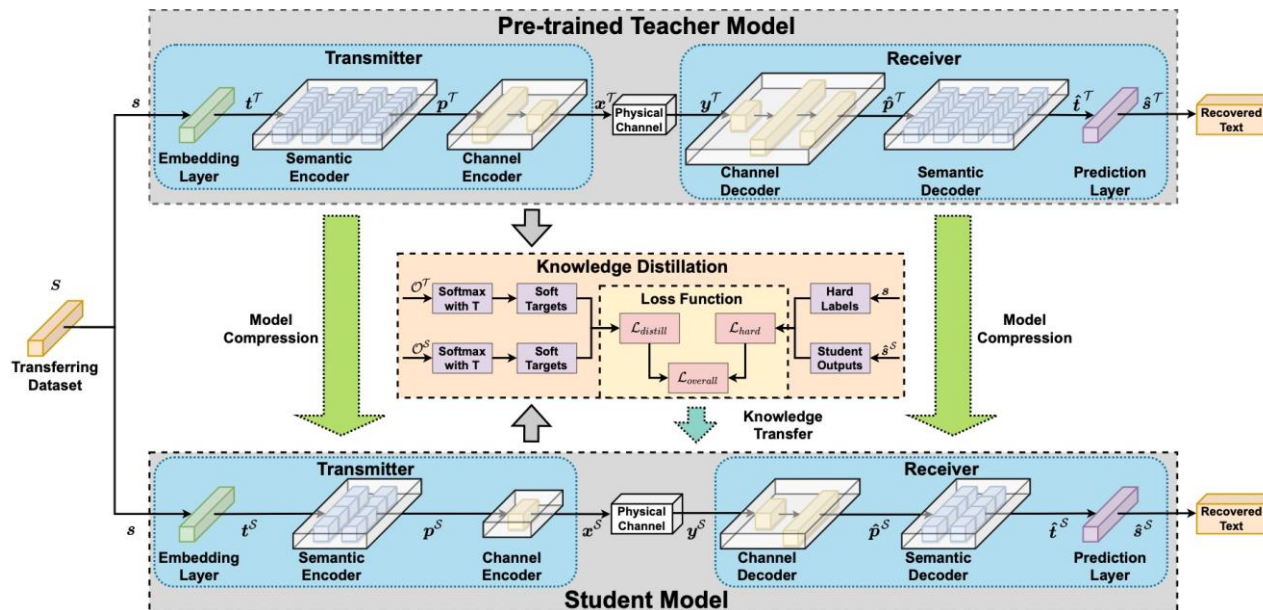 Pre-trained Teacher Model
Transmitter
Receiver
s
t^𝒯
p^𝒯
x^𝒯
Physical
Channel
y^𝒯
p̂^𝒯
t̂^𝒯
ŝ^𝒯
Recovered
Text
Embedding
Layer
Semantic
Encoder
Channel
Encoder
Channel
Decoder
Semantic
Decoder
Prediction
Layer
Knowledge Distillation
𝒪^𝒯
Softmax
with T
Soft
Targets
Loss Function
Hard
Labels
s
S
Transferring
Dataset
Model
Compression
ℒ_distill
ℒ_hard
Model
Compression
𝒪^𝒮
Softmax
with T
Soft
Targets
Student
Outputs
ŝ^𝒮
ℒ_overall
Knowledge
Transfer
Transmitter
Receiver
s
t^𝒮
p^𝒮
x^𝒮
Physical
Channel
y^𝒮
p̂^𝒮
t̂^𝒮
ŝ^𝒮
Recovered
Text
Embedding
Layer
Semantic
Encoder
Channel
Encoder
Channel
Decoder
Semantic
Decoder
Prediction
Layer
Student Model